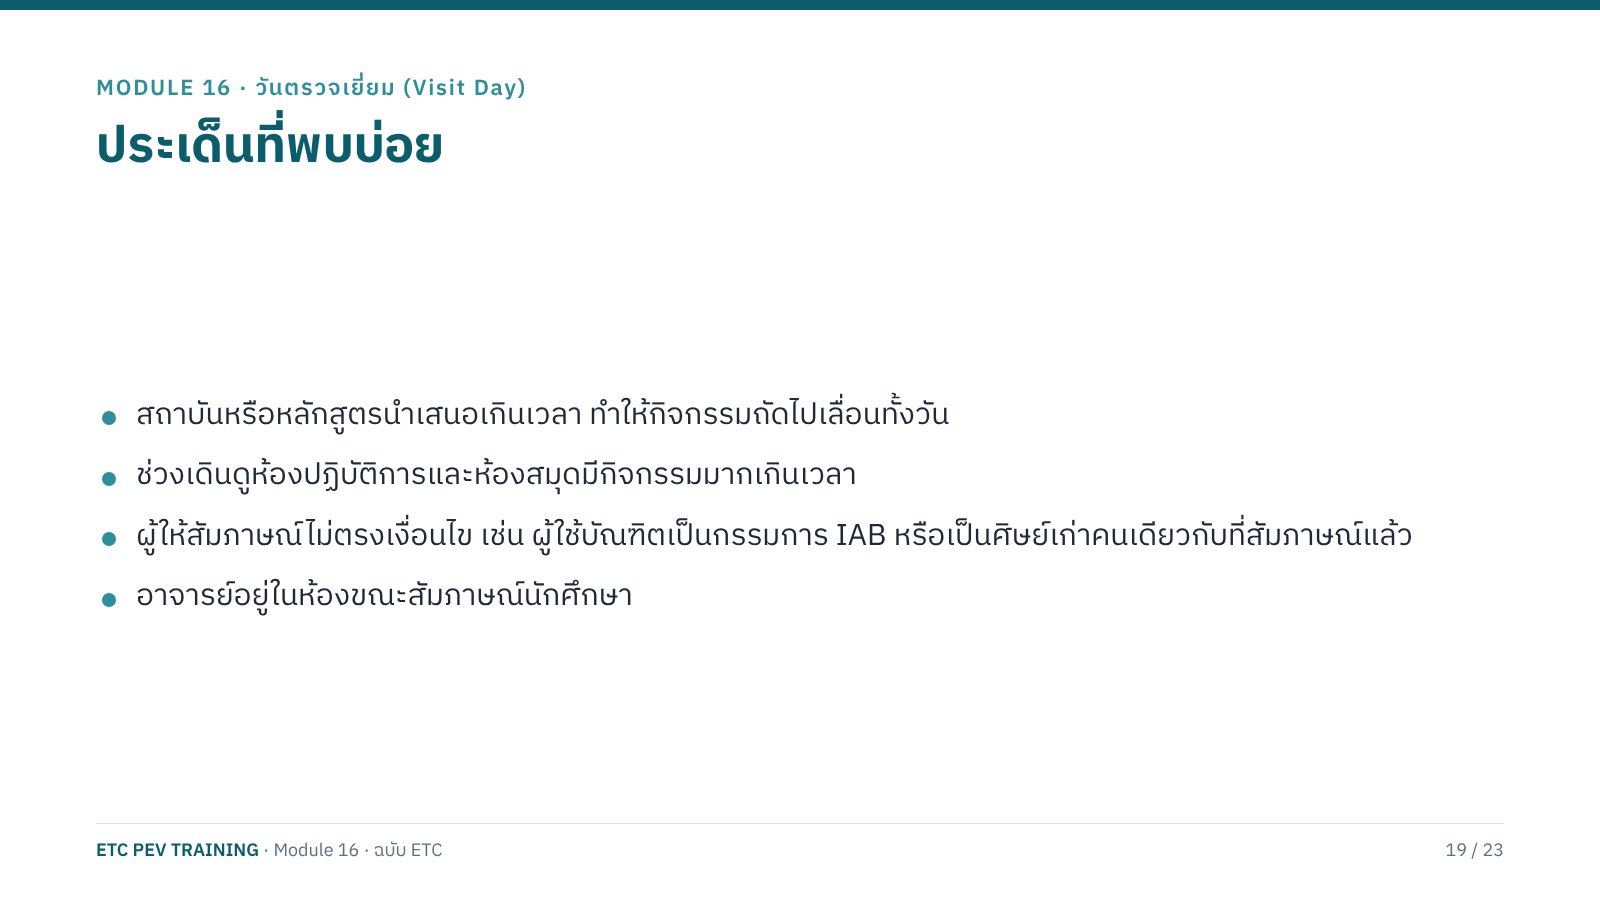 MODULE 16 · วันตรวจเยี่ยม (Visit Day)
ประเด็นที่พบบ่อย
สถาบันหรือหลักสูตรนำเสนอเกินเวลา ทำให้กิจกรรมถัดไปเลื่อนทั้งวัน
ช่วงเดินดูห้องปฏิบัติการและห้องสมุดมีกิจกรรมมากเกินเวลา
ผู้ให้สัมภาษณ์ไม่ตรงเงื่อนไข เช่น ผู้ใช้บัณฑิตเป็นกรรมการ IAB หรือเป็นศิษย์เก่าคนเดียวกับที่สัมภาษณ์แล้ว
อาจารย์อยู่ในห้องขณะสัมภาษณ์นักศึกษา
ETC PEV TRAINING · Module 16 · ฉบับ ETC
19 / 23